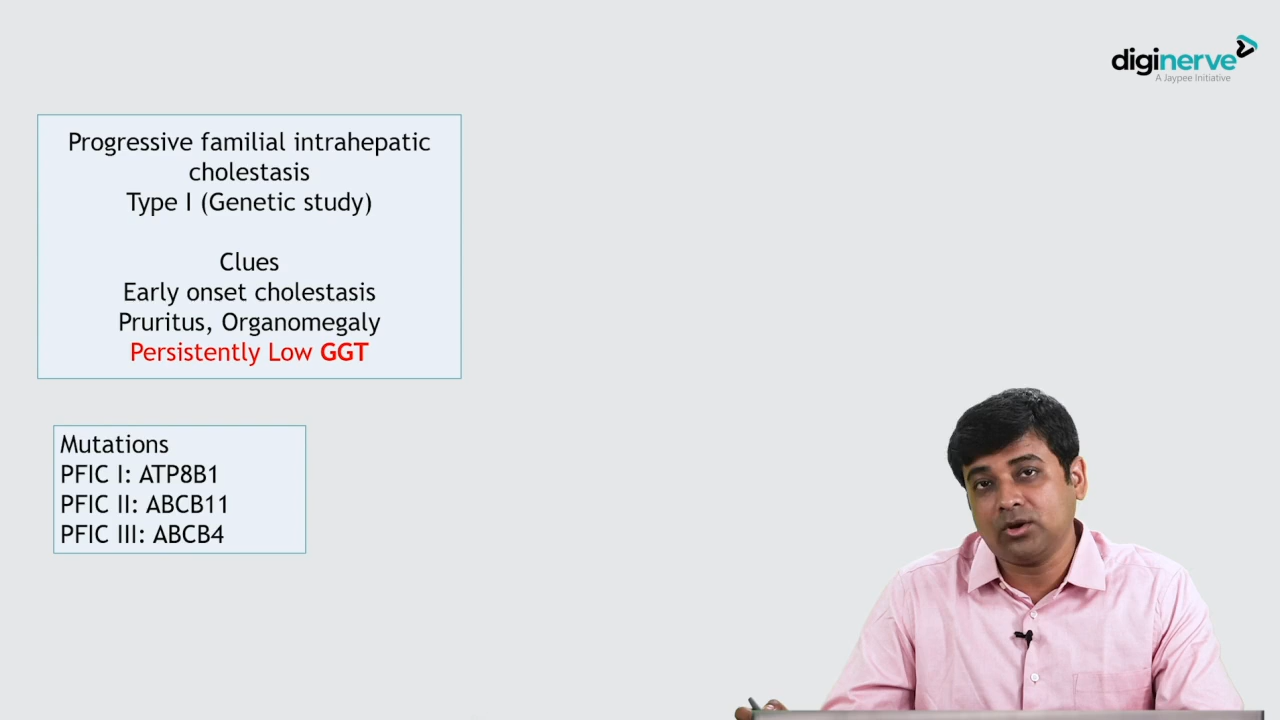 diginerve
A Jaypee Initiative
Progressive familial intrahepatic
cholestasis
Type I (Genetic study)
Clues
Early onset cholestasis
Pruritus, Organomegaly
Persistently Low GGT
Mutations
PFIC I: ATP8B1
PFIC II: ABCB11
PFIC III: ABCB4